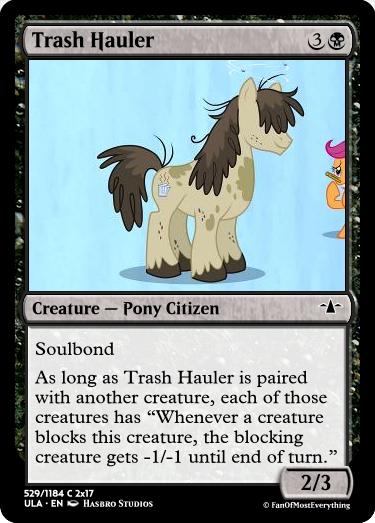 Trash Hauler 3
Creature — Pony Citizen
Soulbond
As long as Trash Hauler is paired
with another creature, each of those
creatures has “Whenever a creature
blocks this creature, the blocking
creature gets -1/-1 until end of turn.”
2/3
529/1184 C 2x17
ULA • EN Hasbro Studios
© FanOfMostEverything